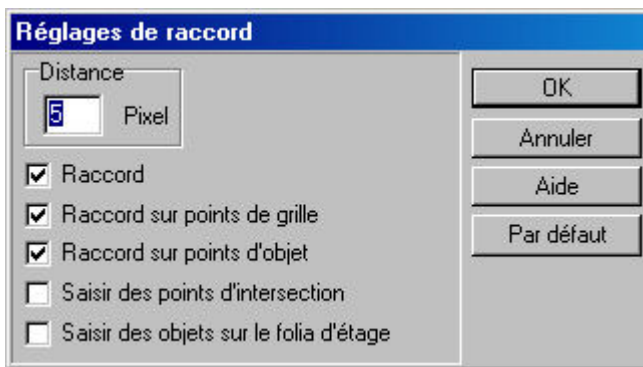 Réglages de raccord
Distance
5 Pixel
Raccord
Raccord sur points de grille
Raccord sur points d'objet
Saisir des points d'intersection
Saisir des objets sur le folia d'étage
OK
Annuler
Aide
Par défaut